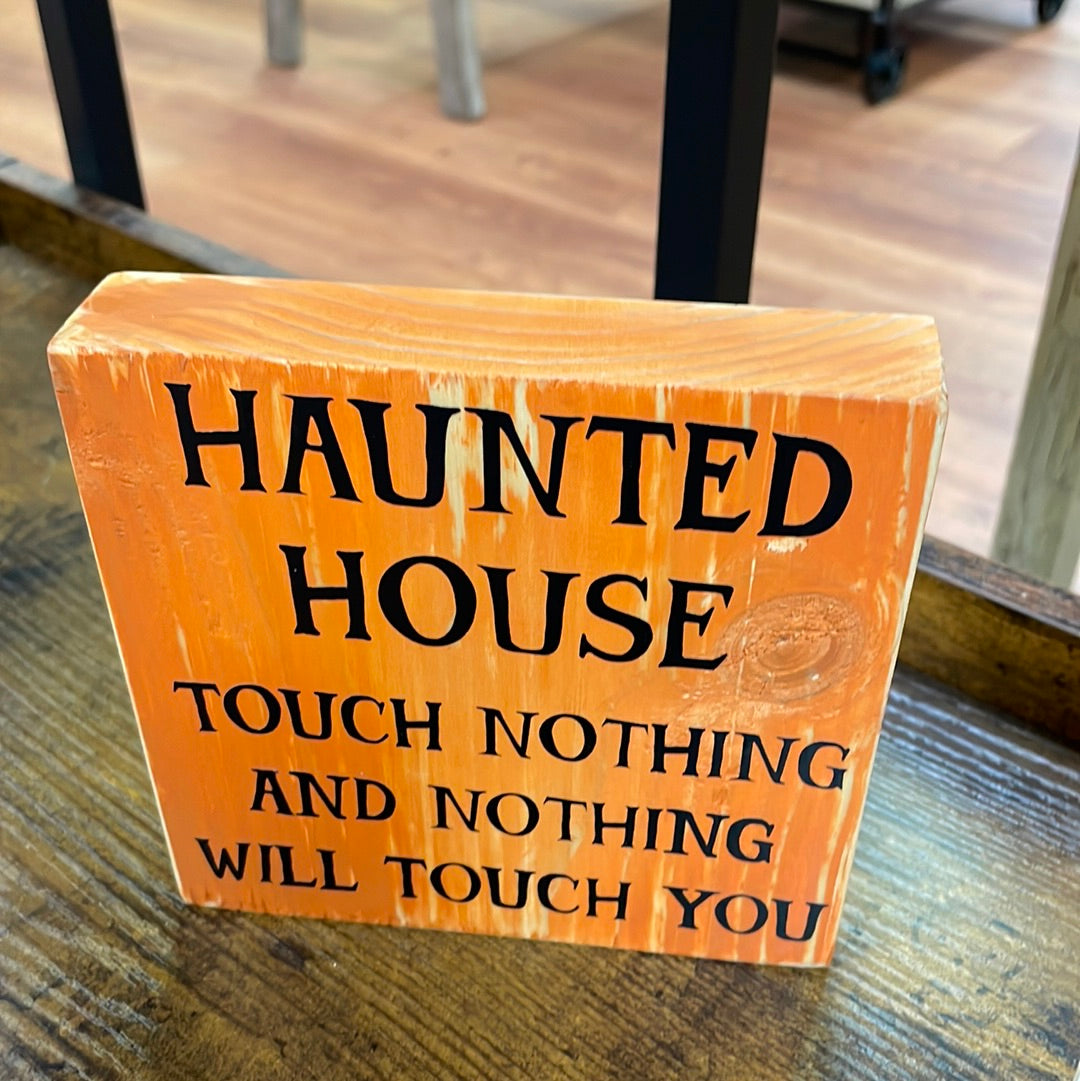 HAUNTED
HOUSE
TOUCH NOTHING
AND NOTHING
WILL TOUCH YOU